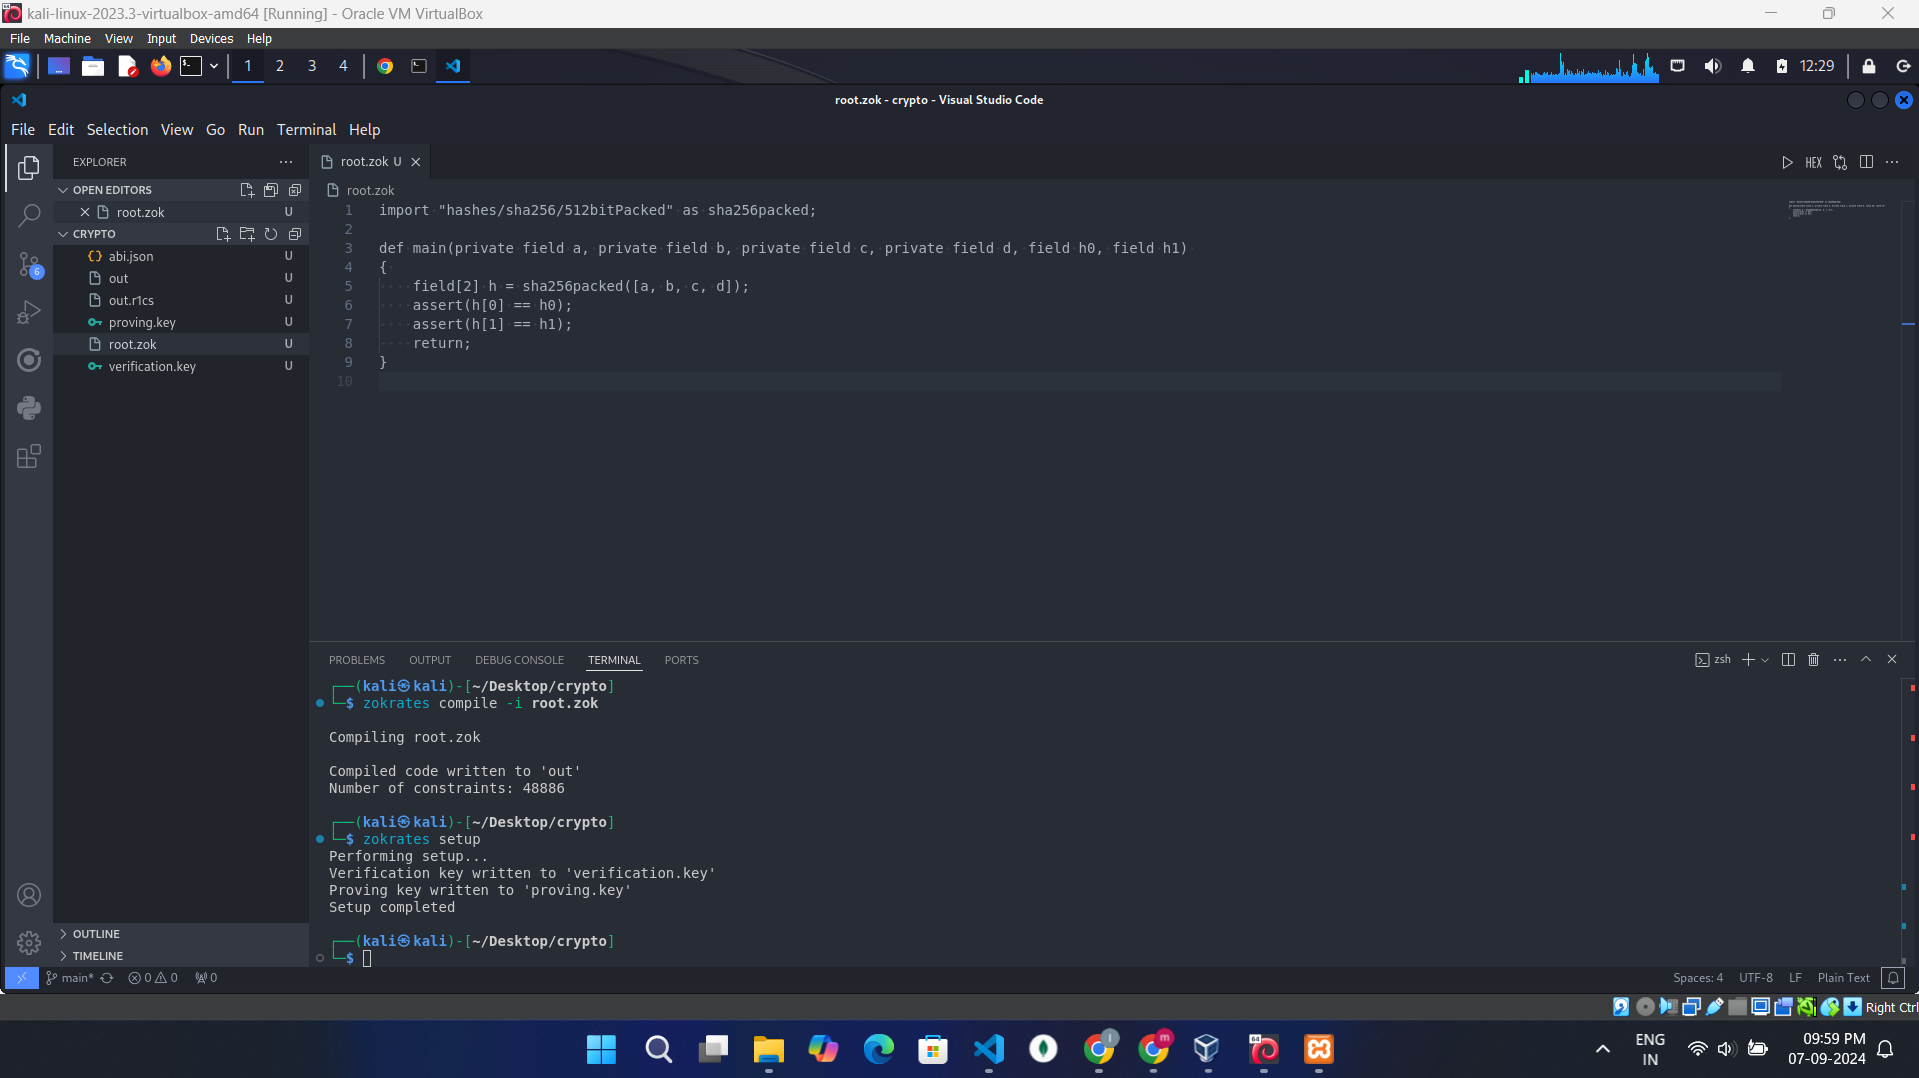 kali-linux-2023.3-virtualbox-amd64 [Running] - Oracle VM VirtualBox
File Machine View Input Devices Help
1 2 3 4 12:29
root.zok - crypto - Visual Studio Code
File Edit Selection View Go Run Terminal Help
EXPLORER ···
root.zok U
HEX ···
OPEN EDITORS
root.zok U
CRYPTO
abi.json U
out U
out.r1cs U
proving.key U
root.zok U
verification.key U
6
OUTLINE
TIMELINE
root.zok
1 import "hashes/sha256/512bitPacked" as sha256packed;
2
3 def main(private field a, private field b, private field c, private field d, field h0, field h1)
4 {
5     field[2] h = sha256packed([a, b, c, d]);
6     assert(h[0] == h0);
7     assert(h[1] == h1);
8     return;
9 }
10
PROBLEMS OUTPUT DEBUG CONSOLE TERMINAL PORTS zsh
┌──(kali㉿kali)-[~/Desktop/crypto]
└─$ zokrates compile -i root.zok
Compiling root.zok
Compiled code written to 'out'
Number of constraints: 48886
┌──(kali㉿kali)-[~/Desktop/crypto]
└─$ zokrates setup
Performing setup...
Verification key written to 'verification.key'
Proving key written to 'proving.key'
Setup completed
┌──(kali㉿kali)-[~/Desktop/crypto]
└─$
main* 0 0 0 Spaces: 4 UTF-8 LF Plain Text
Right Ctrl
64
ENG
IN
09:59 PM
07-09-2024